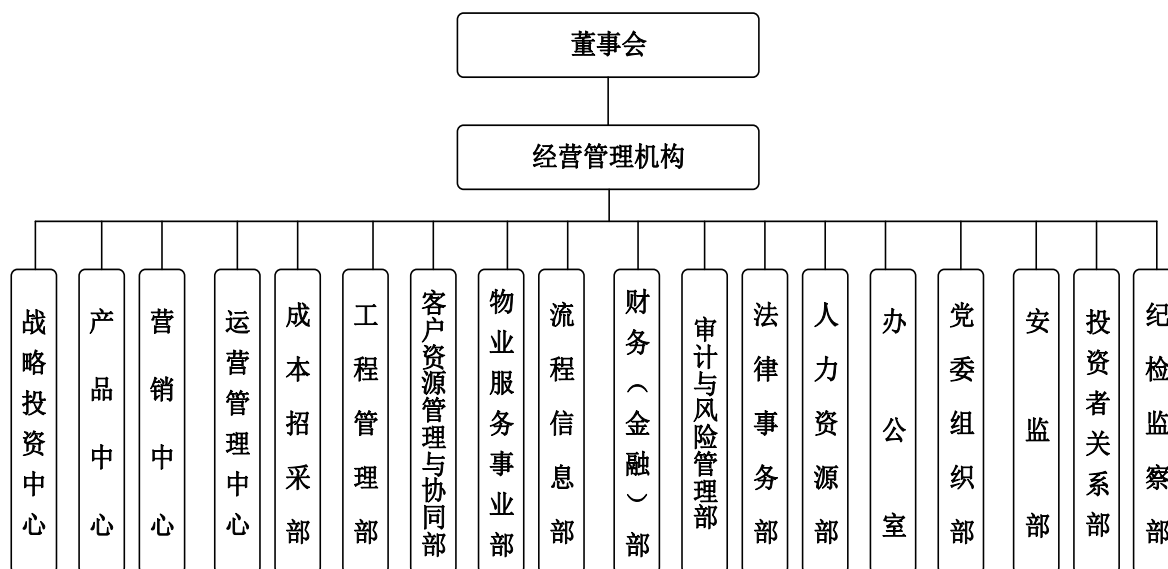 董事会
经营管理机构
战略投资中心
产品中心
营销中心
运营管理中心
成本招采部
工程管理部
客户资源管理与协同部
物业服务事业部
流程信息部
财务（金融）部
审计与风险管理部
法律事务部
人力资源部
办公室
党委组织部
安监部
投资者关系部
纪检监察部